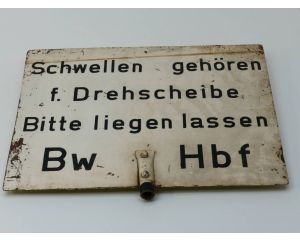 Schwellen gehören
f. Drehscheibe
Bitte liegen lassen
Bw Hbf